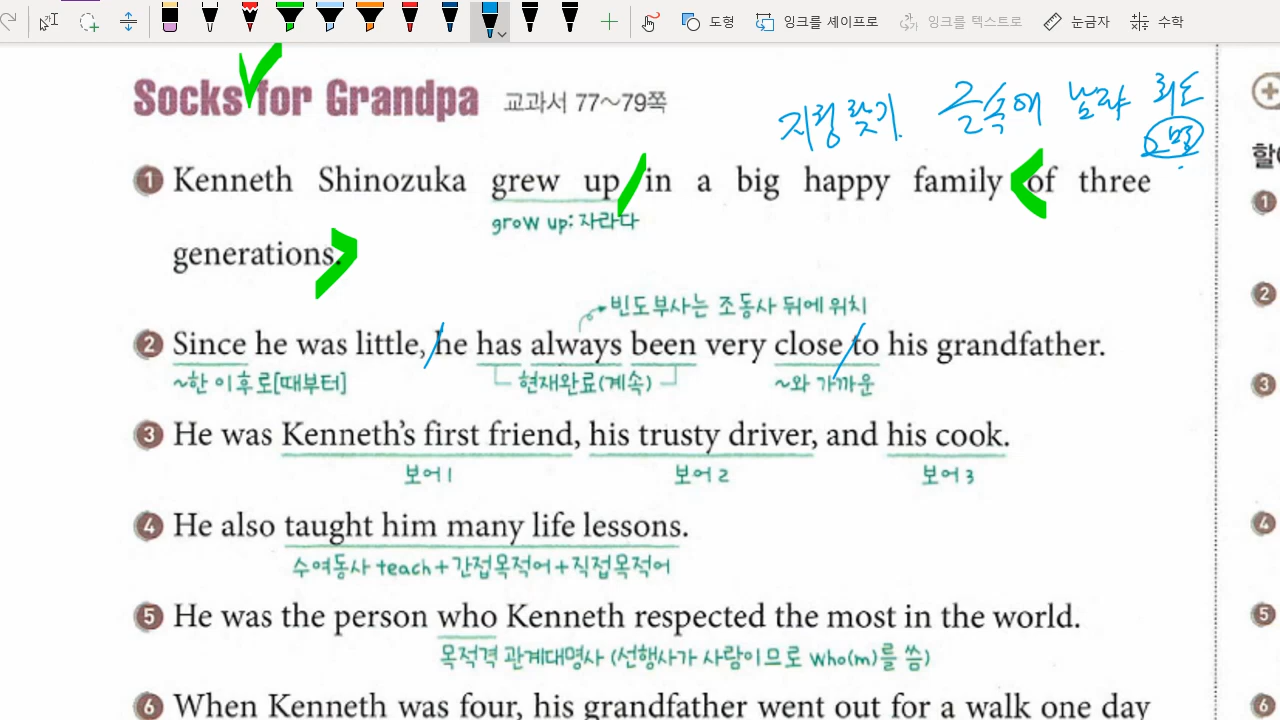 도형 잉크를 셰이프로 잉크를 텍스트로 눈금자 수학
Socks for Grandpa 교과서 77~79쪽
글속에
할
1 Kenneth Shinozuka grew up in a big happy family of three 1
grow up: 자라다
generations.
2
빈도부사는 조동사 뒤에 위치
2 Since he was little, he has always been very close to his grandfather.
~한 이후로[때부터] 현재완료(계속) ~와 가까운
3
3 He was Kenneth's first friend, his trusty driver, and his cook.
보어1 보어2 보어3
4 He also taught him many life lessons. 4
수여동사 teach+간접목적어+직접목적어
5 He was the person who Kenneth respected the most in the world. 5
목적격 관계대명사 (선행사가 사람이므로 who(m)를 씀)
6 When Kenneth was four, his grandfather went out for a walk one day 6